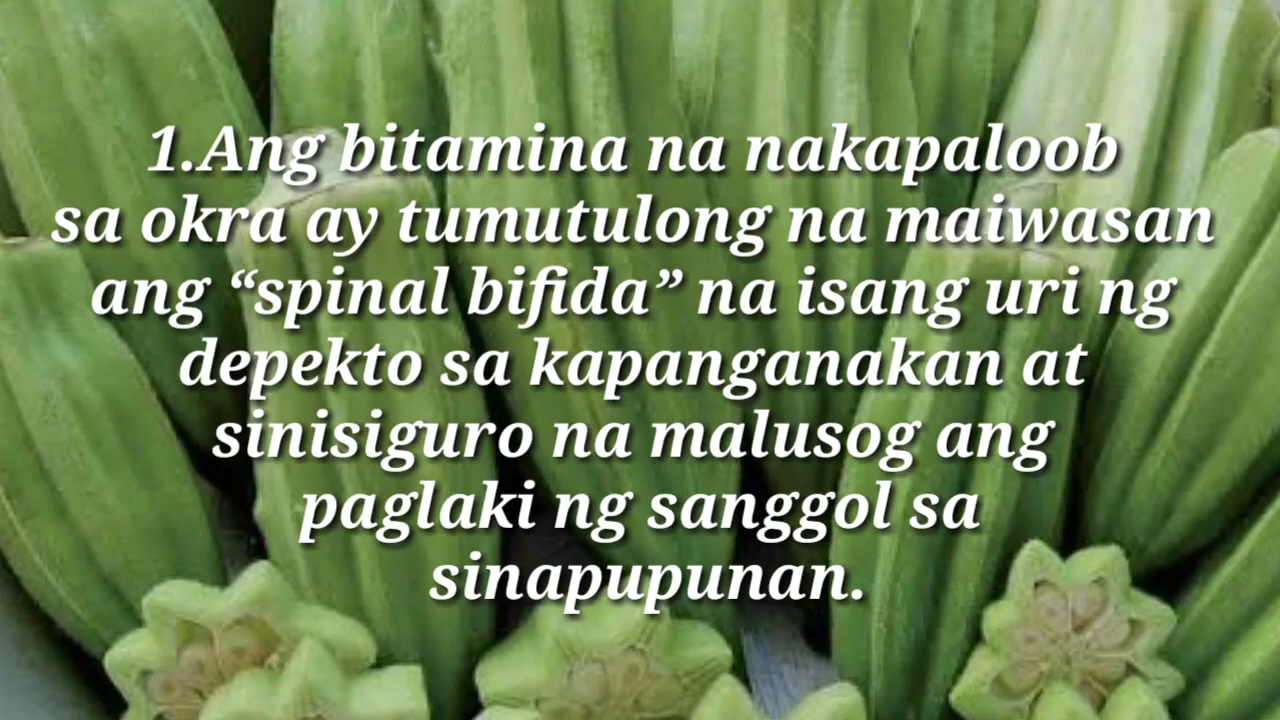 1.Ang bitamina na nakapaloob
sa okra ay tumutulong na maiwasan
ang “spinal bifida” na isang uri ng
depekto sa kapanganakan at
sinisiguro na malusog ang
paglaki ng sanggol sa
sinapupunan.